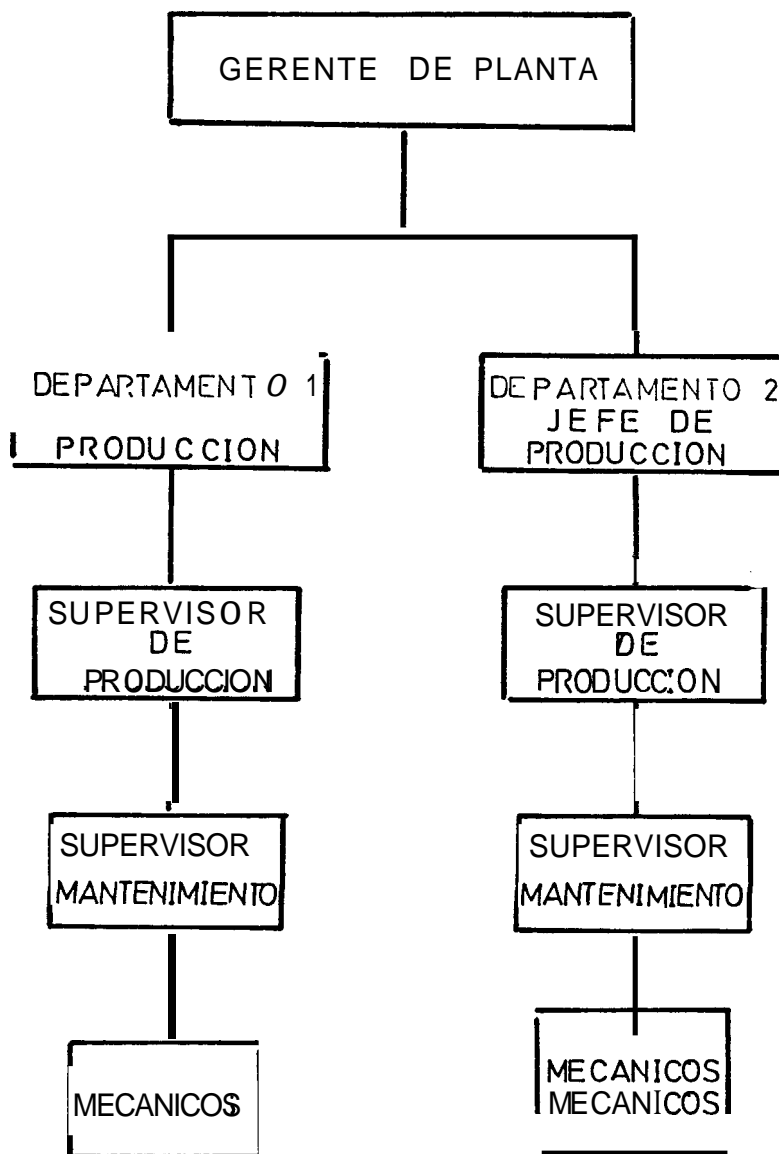 GERENTE DE PLANTA
DEPARTAMENTO 1
PRODUCCION
DEPARTAMENTO 2
JEFE DE
PRODUCCION
SUPERVISOR
DE
PRODUCCION
SUPERVISOR
DE
PRODUCCION
SUPERVISOR
MANTENIMIENTO
SUPERVISOR
MANTENIMIENTO
MECANICOS
MECANICOS
MECANICOS